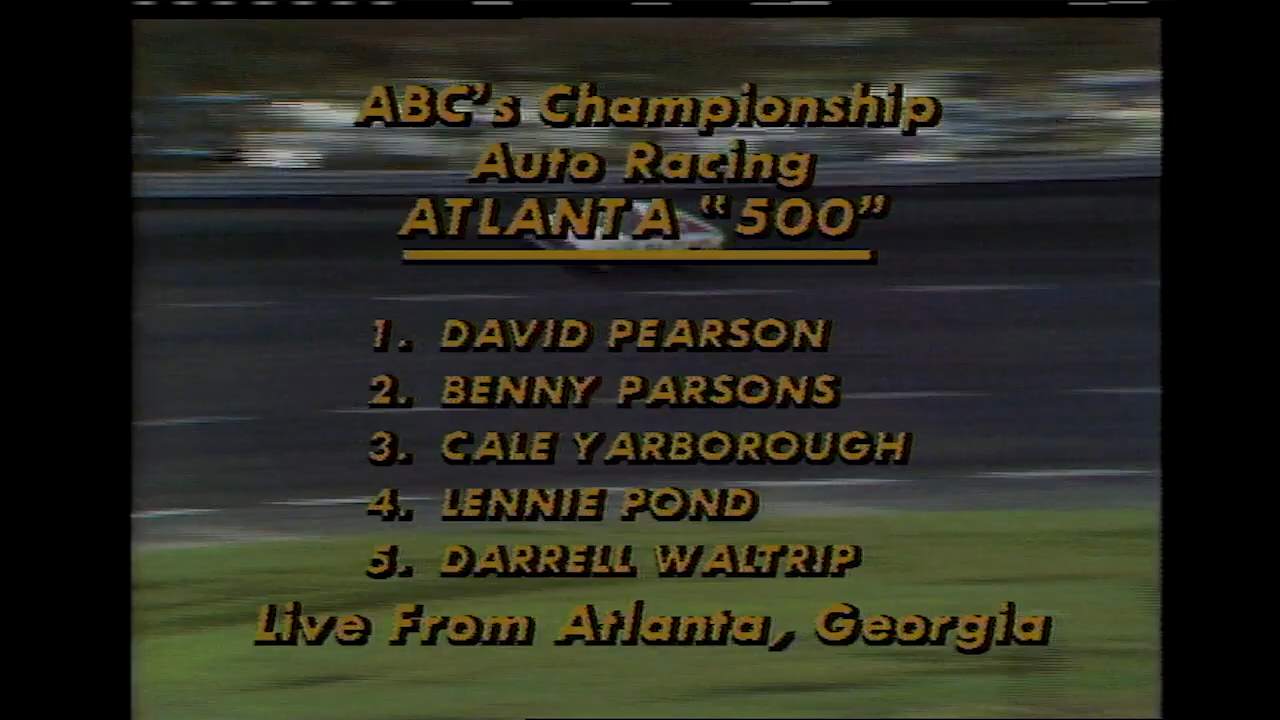 ABC's Championship
Auto Racing
ATLANTA "500"
1. DAVID PEARSON
2. BENNY PARSONS
3. CALE YARBOROUGH
4. LENNIE POND
5. DARRELL WALTRIP
Live From Atlanta, Georgia